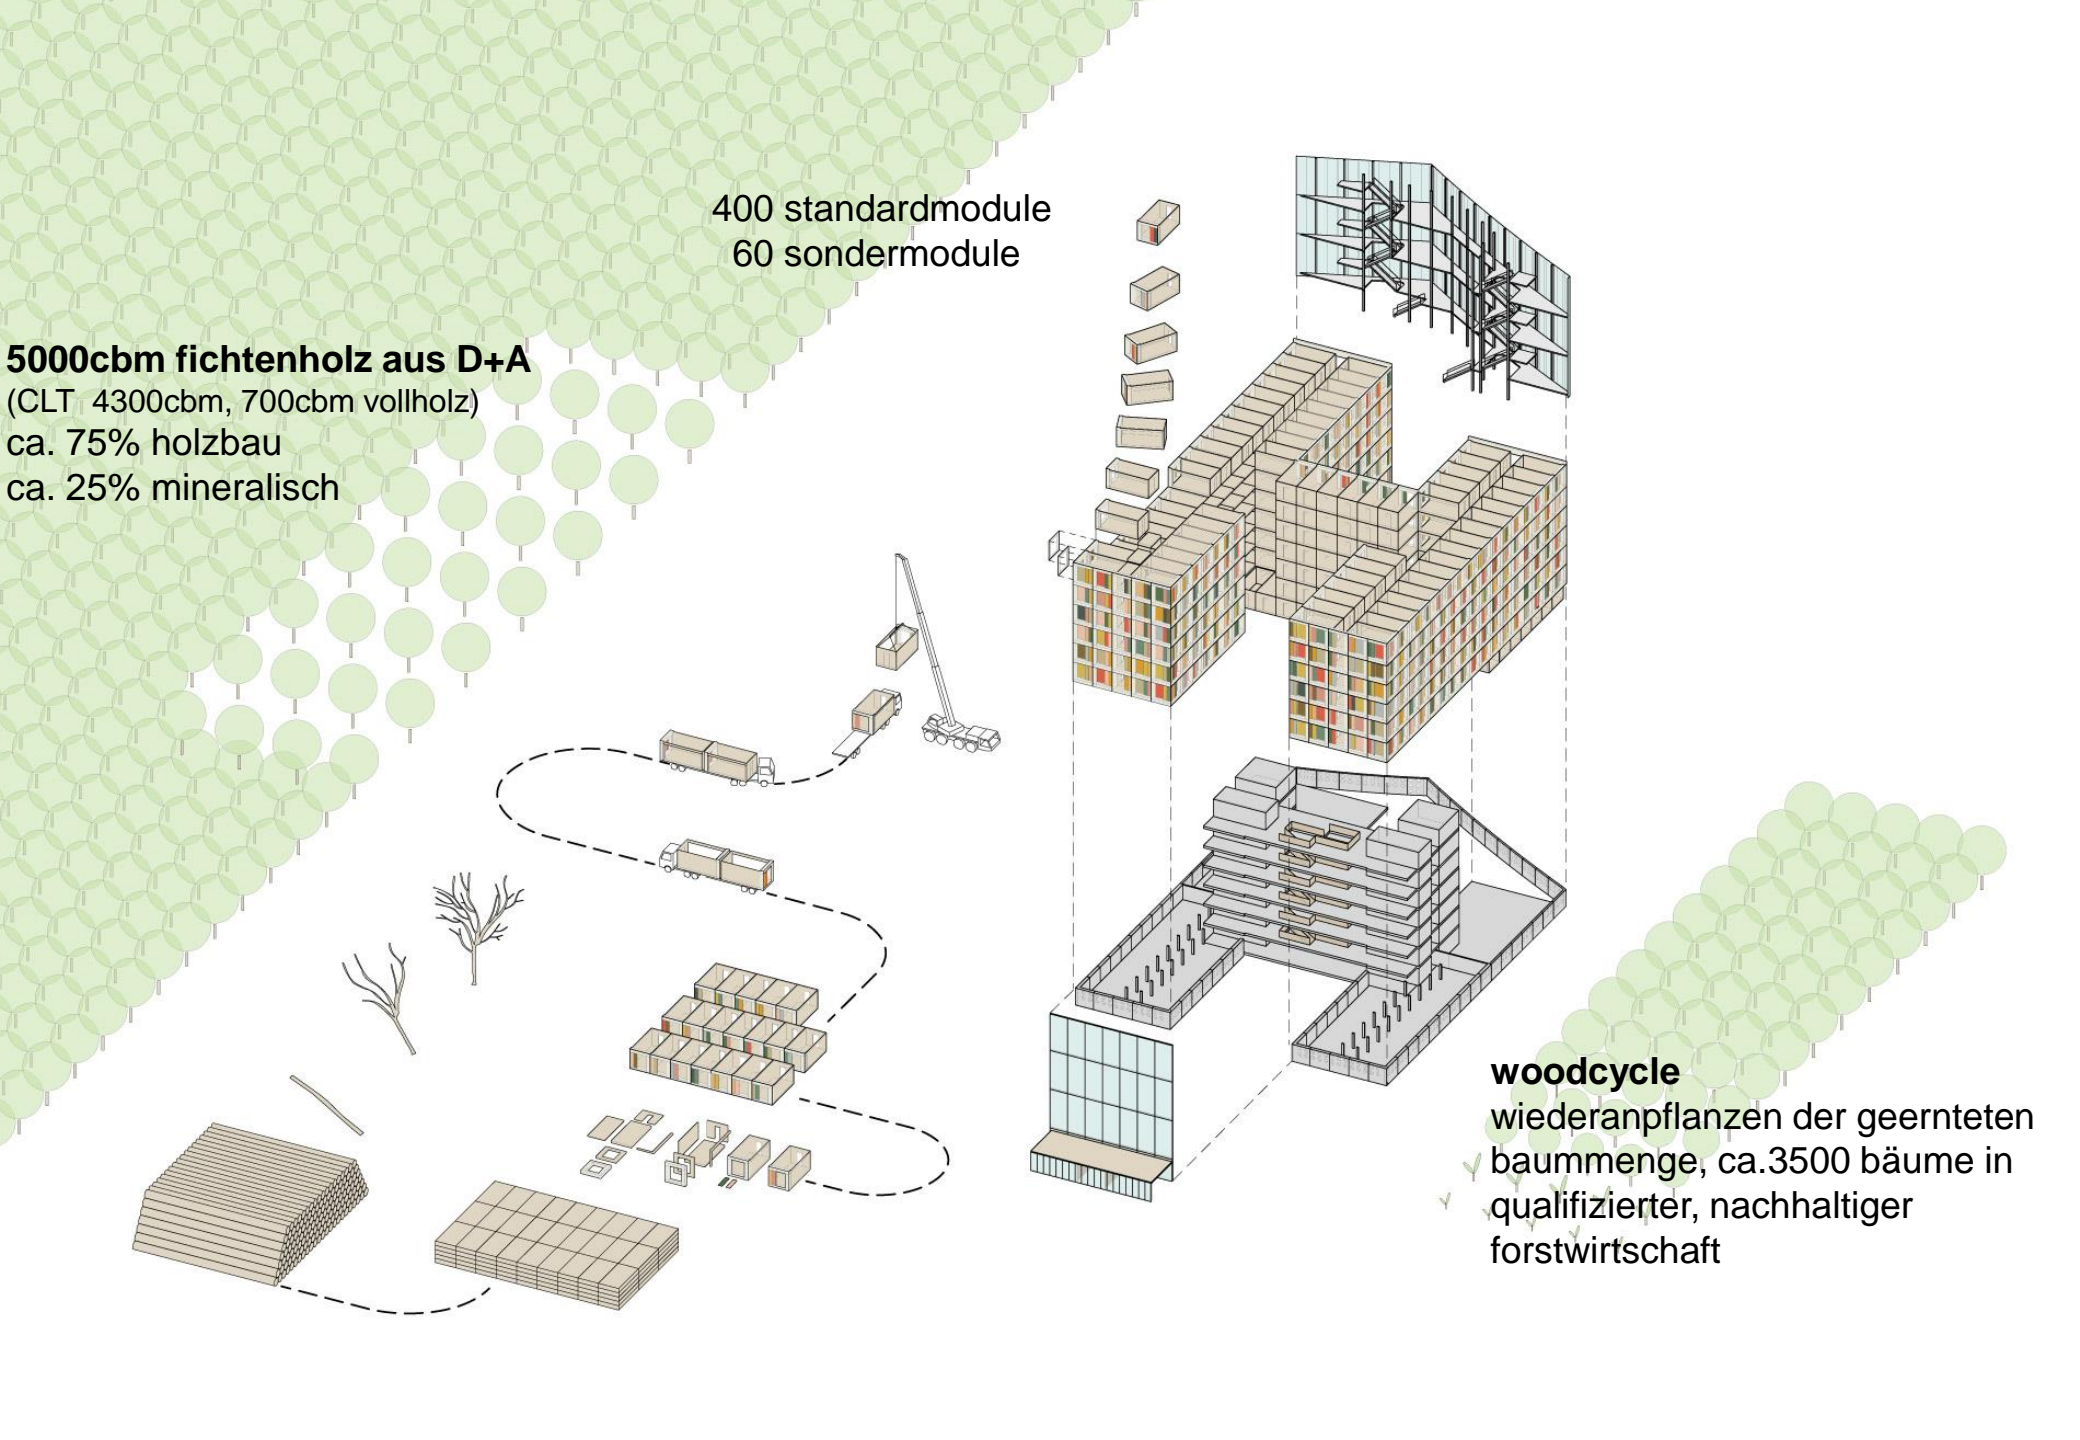 400 standardmodule
60 sondermodule
5000cbm fichtenholz aus D+A
(CLT 4300cbm, 700cbm vollholz)
ca. 75% holzbau
ca. 25% mineralisch
woodcycle
wiederanpflanzen der geernteten
baummenge, ca.3500 bäume in
qualifizierter, nachhaltiger
forstwirtschaft